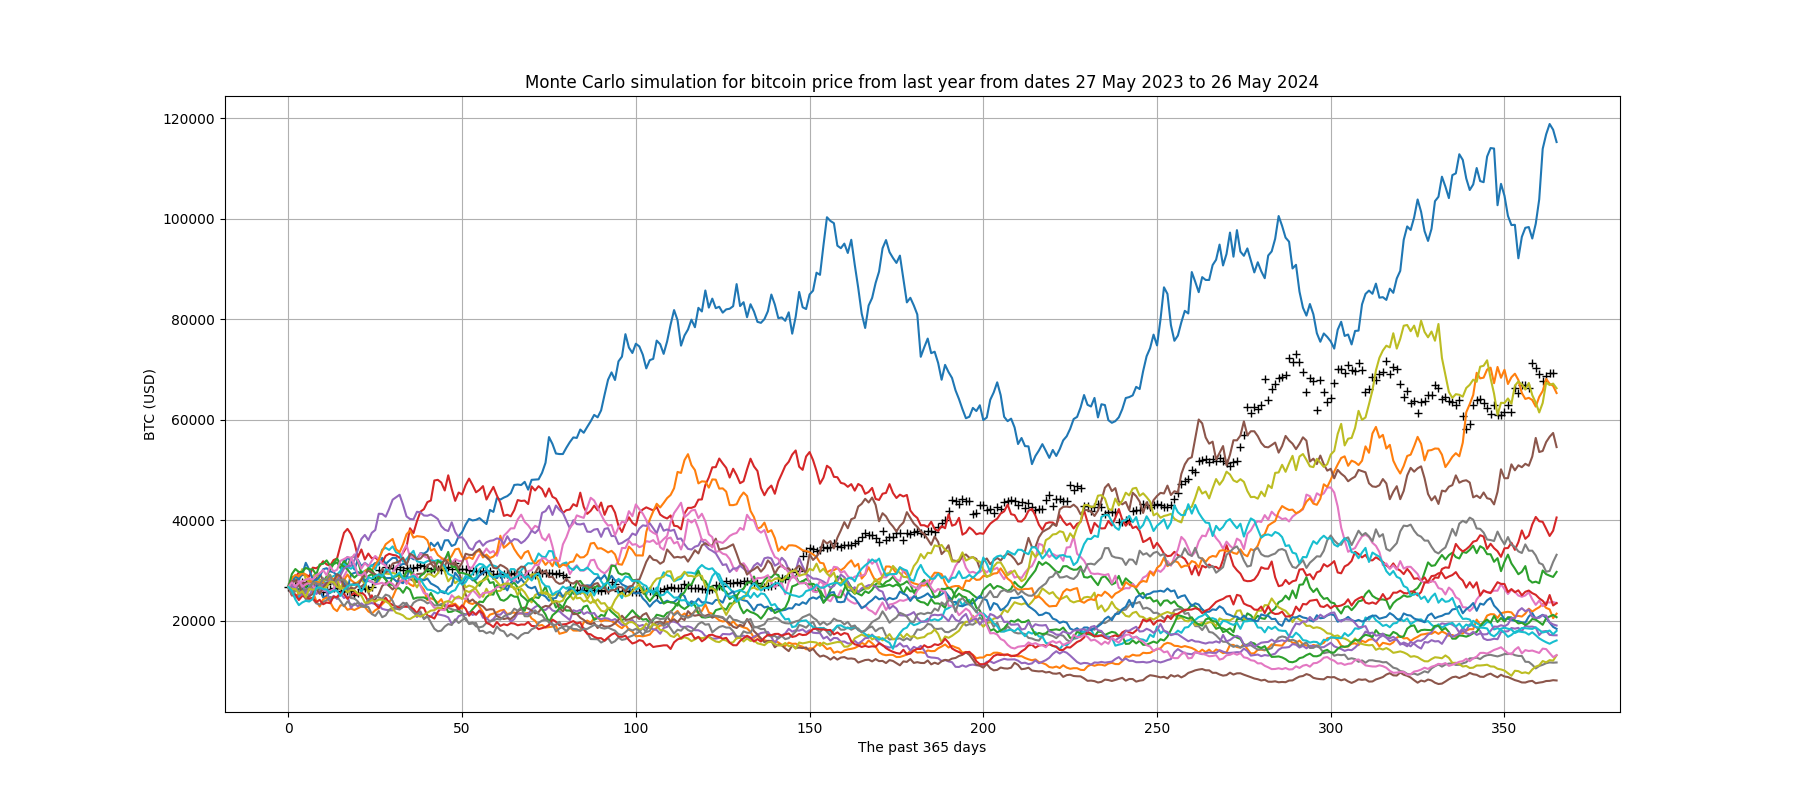 Monte Carlo simulation for bitcoin price from last year from dates 27 May 2023 to 26 May 2024
120000
100000
80000
60000
40000
20000
BTC (USD)
0 50 100 150 200 250 300 350
The past 365 days